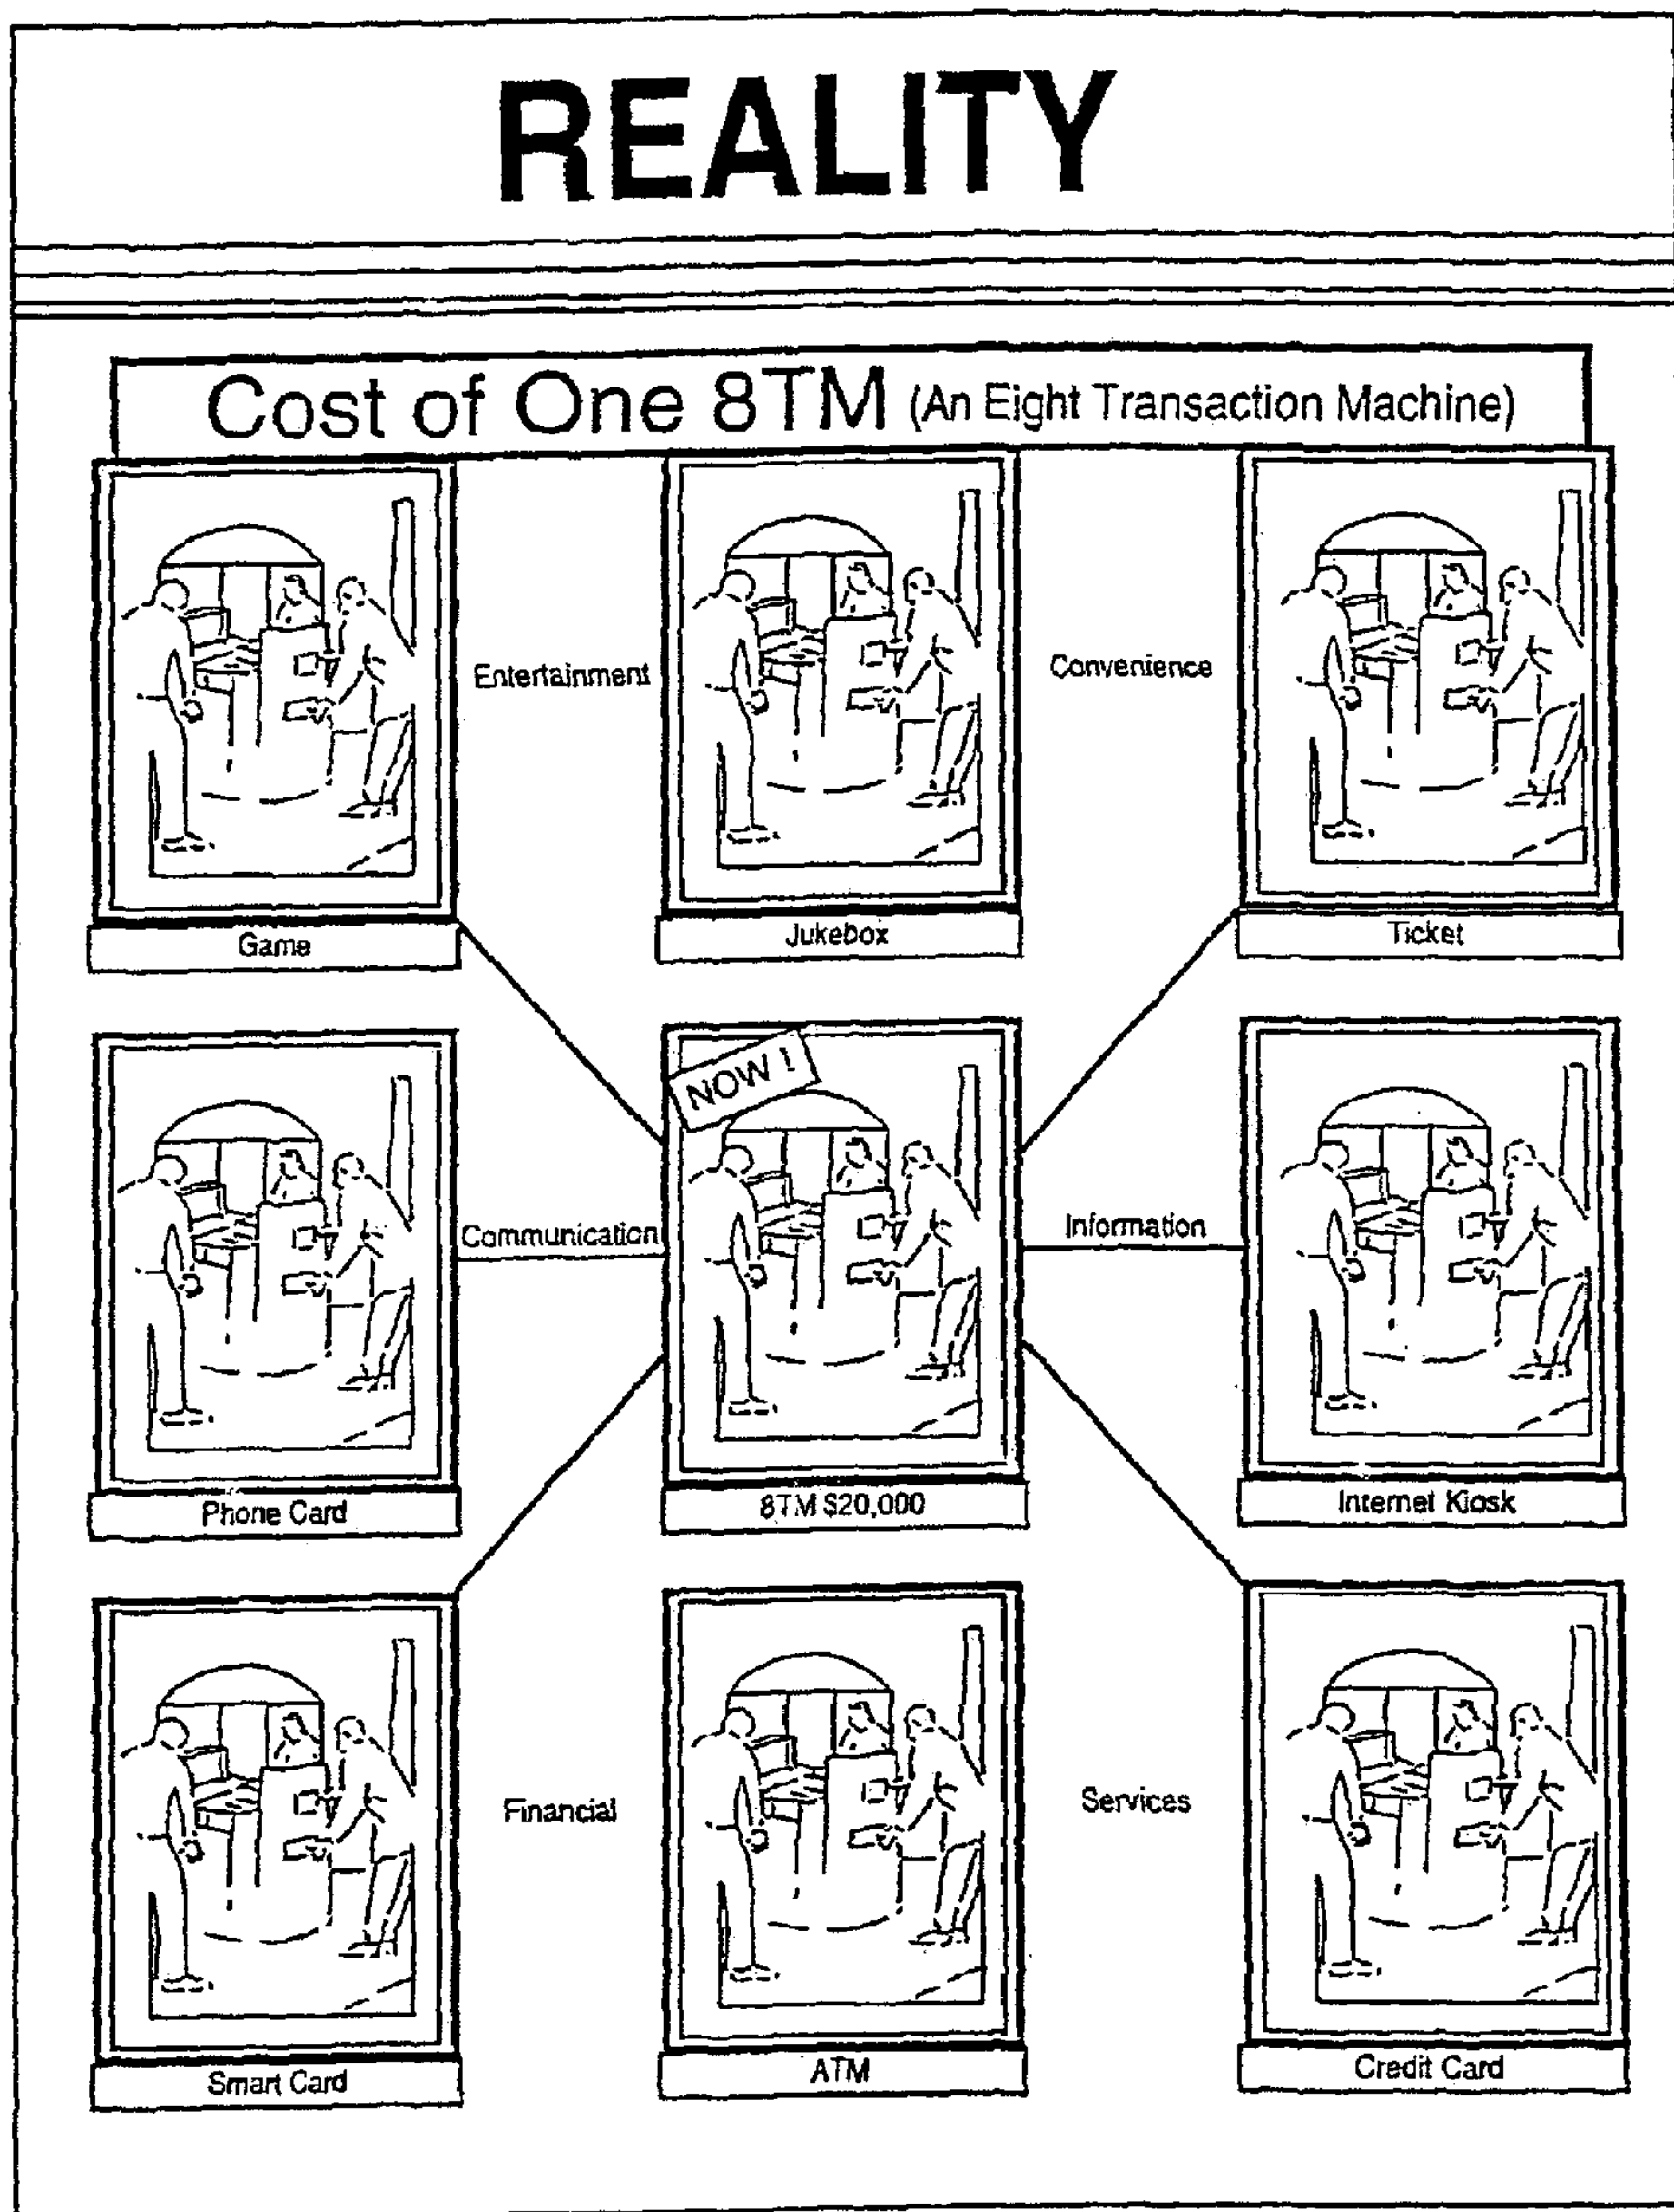 REALITY
Cost of One 8TM (An Eight Transaction Machine)
Entertainment
Convenience
Game
Jukebox
Ticket
NOW !
Communication
Information
Phone Card
8TM $20,000
Internet Kiosk
Financial
Services
Smart Card
ATM
Credit Card